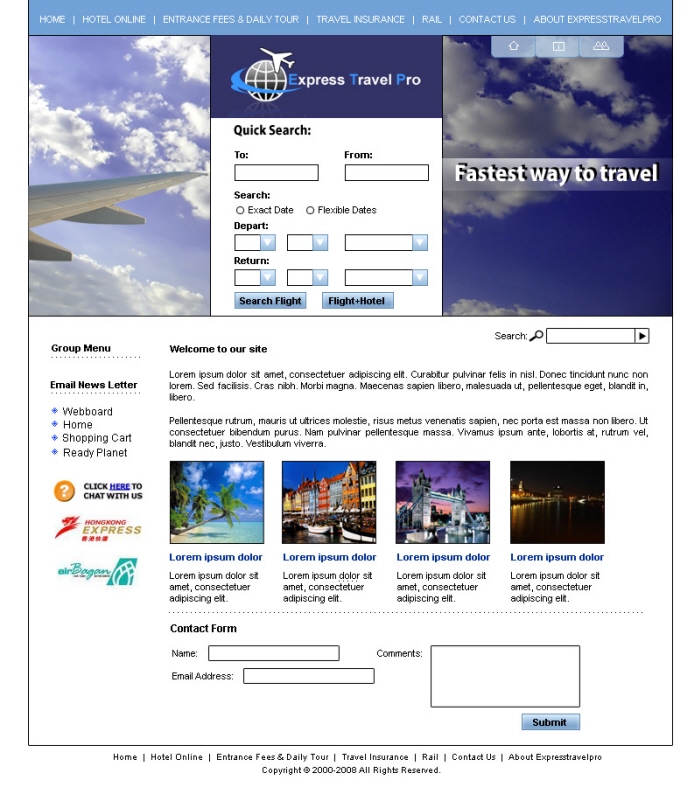 HOME | HOTEL ONLINE | ENTRANCE FEES & DAILY TOUR | TRAVEL INSURANCE | RAIL | CONTACT US | ABOUT EXPRESSTRAVELPRO
Express Travel Pro
Quick Search:
To: From:
Search:
Exact Date Flexible Dates
Depart:
Return:
Search Flight Flight+Hotel
Fastest way to travel
Search:
Group Menu
Email News Letter
Webboard
Home
Shopping Cart
Ready Planet
CLICK HERE TO
CHAT WITH US
HONGKONG
EXPRESS
香港快運
air Bagan
Welcome to our site
Lorem ipsum dolor sit amet, consectetuer adipiscing elit. Curabitur pulvinar felis in nisl. Donec tincidunt nunc non
lorem. Sed facilisis. Cras nibh. Morbi magna. Maecenas sapien libero, malesuada ut, pellentesque eget, blandit in,
libero.
Pellentesque rutrum, mauris ut ultrices molestie, risus metus venenatis sapien, nec porta est massa non libero. Ut
consectetuer bibendum purus. Nam pulvinar pellentesque massa. Vivamus ipsum ante, lobortis at, rutrum vel,
blandit nec, justo. Vestibulum viverra.
Lorem ipsum dolor
Lorem ipsum dolor sit
amet, consectetuer
adipiscing elit.
Lorem ipsum dolor
Lorem ipsum dolor sit
amet, consectetuer
adipiscing elit.
Lorem ipsum dolor
Lorem ipsum dolor sit
amet, consectetuer
adipiscing elit.
Lorem ipsum dolor
Lorem ipsum dolor sit
amet, consectetuer
adipiscing elit.
Contact Form
Name: Comments:
Email Address:
Submit
Home | Hotel Online | Entrance Fees & Daily Tour | Travel Insurance | Rail | Contact Us | About Expresstravelpro
Copyright © 2000-2008 All Rights Reserved.